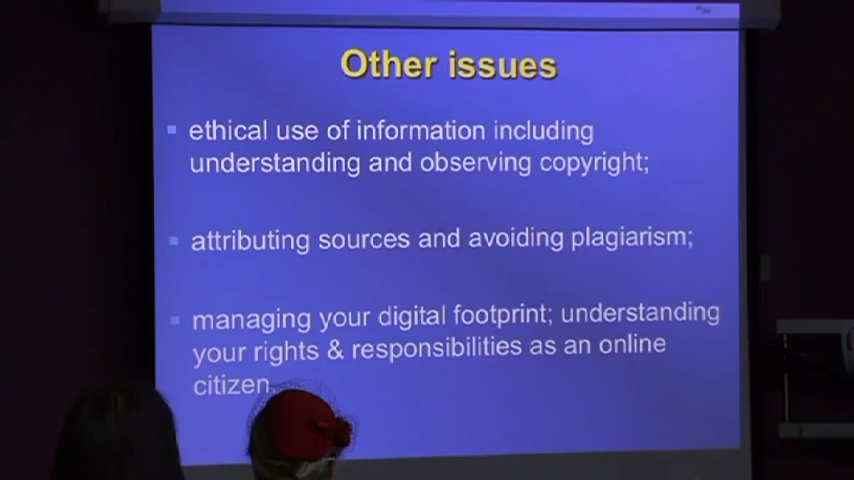 Other issues
ethical use of information including
understanding and observing copyright;
attributing sources and avoiding plagiarism;
managing your digital footprint; understanding
your rights & responsibilities as an online
citizen.